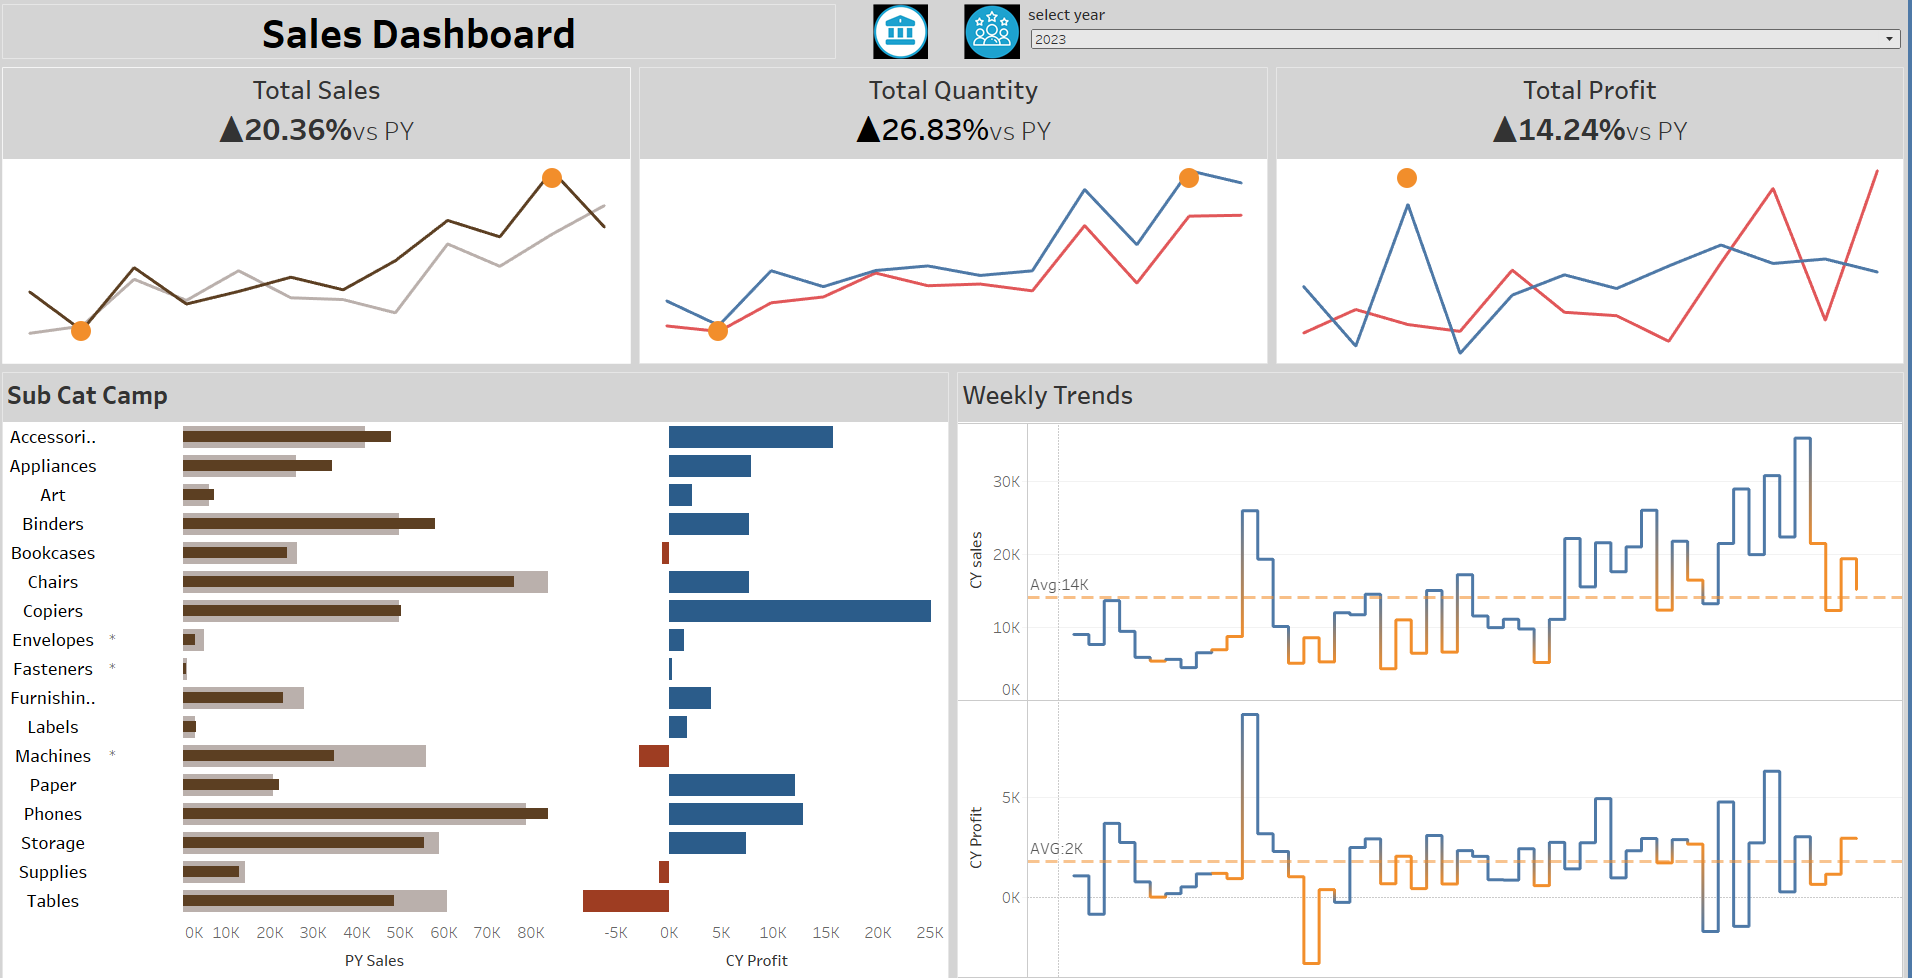 Sales Dashboard
select year
2023
Total Sales
▲20.36%vs PY
Total Quantity
▲26.83%vs PY
Total Profit
▲14.24%vs PY
Sub Cat Camp
Accessori..
Appliances
Art
Binders
Bookcases
Chairs
Copiers
Envelopes *
Fasteners *
Furnishin..
Labels
Machines *
Paper
Phones
Storage
Supplies
Tables
0K 10K 20K 30K 40K 50K 60K 70K 80K
PY Sales
-5K 0K 5K 10K 15K 20K 25K
CY Profit
Weekly Trends
CY sales
30K
20K
Avg:14K
10K
0K
CY Profit
5K
AVG:2K
0K